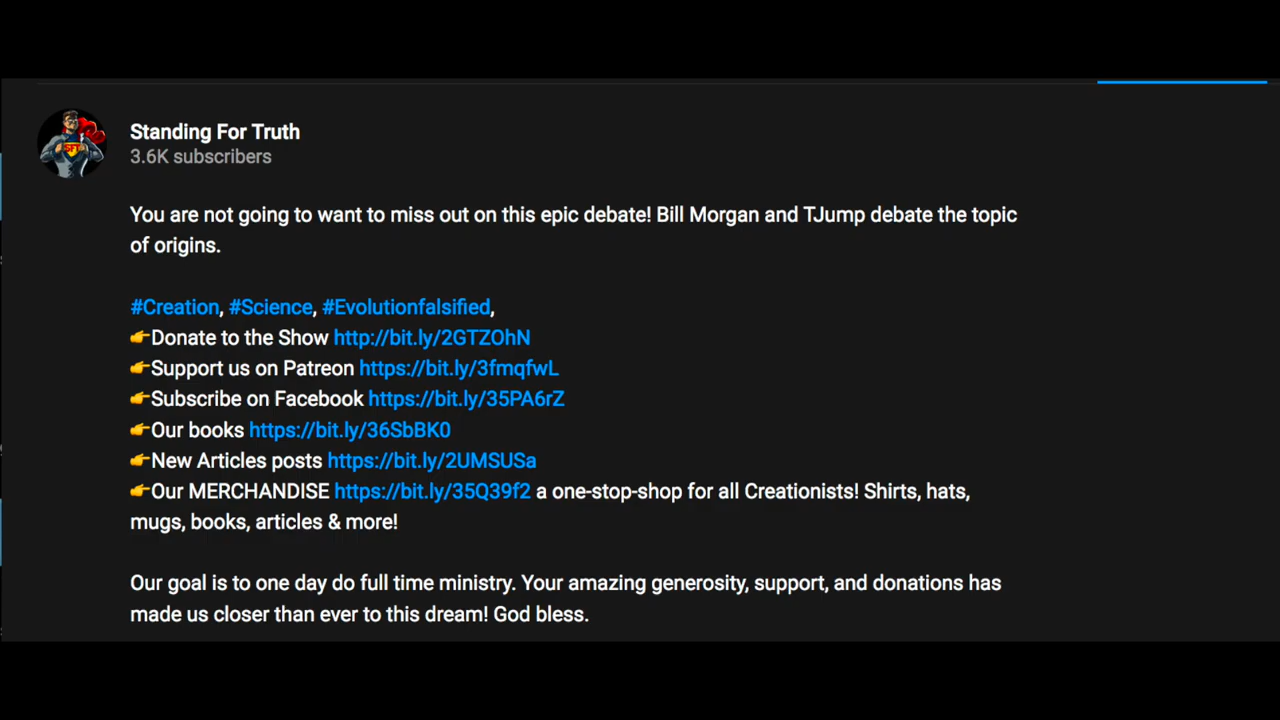 Standing For Truth
3.6K subscribers
You are not going to want to miss out on this epic debate! Bill Morgan and TJump debate the topic
of origins.
#Creation, #Science, #Evolutionfalsified,
👉Donate to the Show http://bit.ly/2GTZOhN
👉Support us on Patreon https://bit.ly/3fmqfwL
👉Subscribe on Facebook https://bit.ly/35PA6rZ
👉Our books https://bit.ly/36SbBK0
👉New Articles posts https://bit.ly/2UMSUSa
👉Our MERCHANDISE https://bit.ly/35Q39f2 a one-stop-shop for all Creationists! Shirts, hats,
mugs, books, articles & more!
Our goal is to one day do full time ministry. Your amazing generosity, support, and donations has
made us closer than ever to this dream! God bless.
SFT